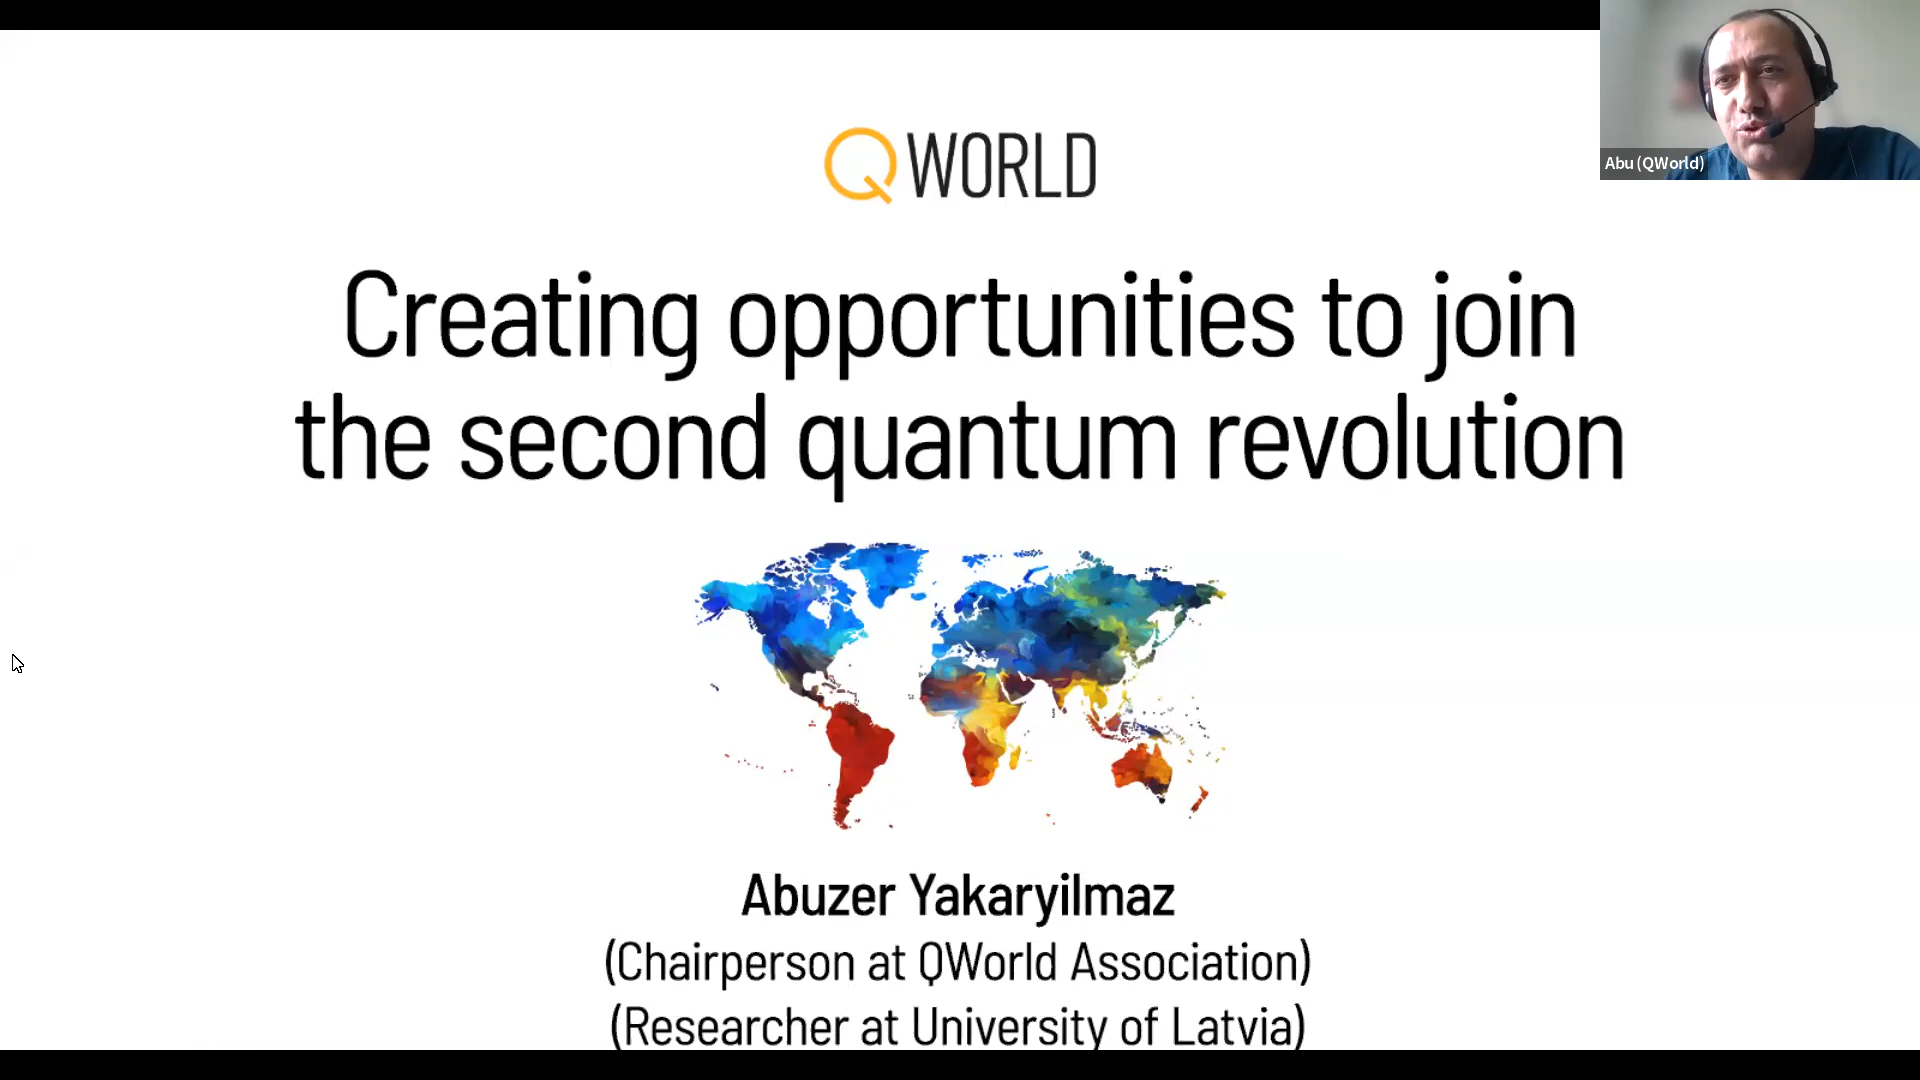 QWORLD
Abu (QWorld)
Creating opportunities to join
the second quantum revolution
Abuzer Yakaryilmaz
(Chairperson at QWorld Association)
(Researcher at University of Latvia)